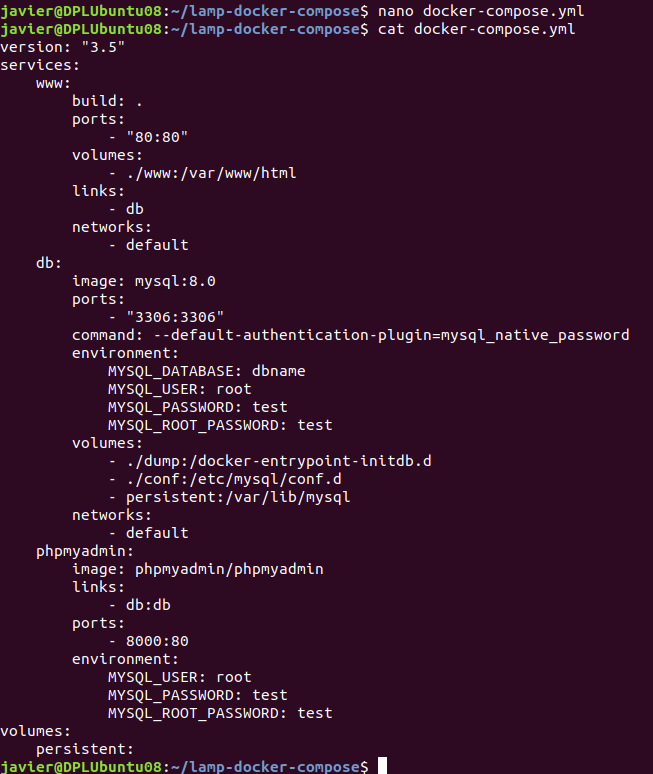 javier@DPLUbuntu08:~/lamp-docker-compose$ nano docker-compose.yml
javier@DPLUbuntu08:~/lamp-docker-compose$ cat docker-compose.yml
version: "3.5"
services:
    www:
        build: .
        ports:
            - "80:80"
        volumes:
            - ./www:/var/www/html
        links:
            - db
        networks:
            - default
    db:
        image: mysql:8.0
        ports:
            - "3306:3306"
        command: --default-authentication-plugin=mysql_native_password
        environment:
            MYSQL_DATABASE: dbname
            MYSQL_USER: root
            MYSQL_PASSWORD: test
            MYSQL_ROOT_PASSWORD: test
        volumes:
            - ./dump:/docker-entrypoint-initdb.d
            - ./conf:/etc/mysql/conf.d
            - persistent:/var/lib/mysql
        networks:
            - default
    phpmyadmin:
        image: phpmyadmin/phpmyadmin
        links:
            - db:db
        ports:
            - 8000:80
        environment:
            MYSQL_USER: root
            MYSQL_PASSWORD: test
            MYSQL_ROOT_PASSWORD: test
volumes:
    persistent:
javier@DPLUbuntu08:~/lamp-docker-compose$